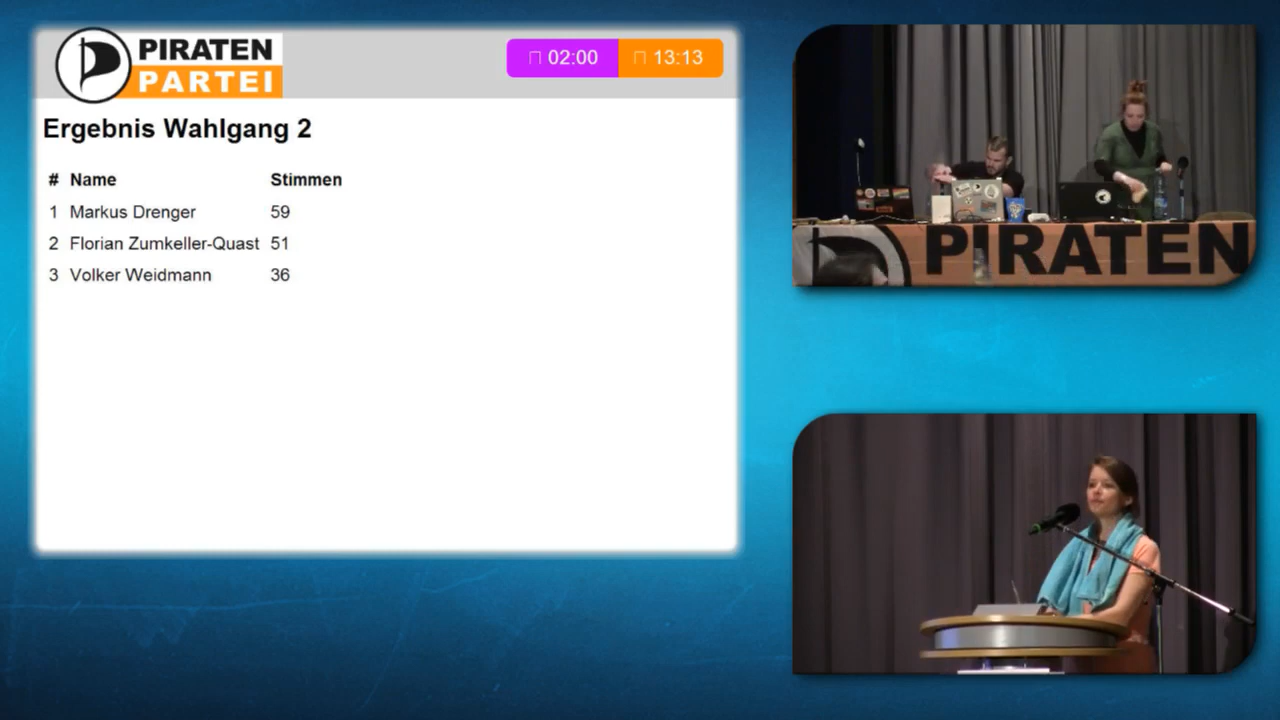 PIRATEN
PARTEI
02:00
13:13
Ergebnis Wahlgang 2
# Name Stimmen
1 Markus Drenger 59
2 Florian Zumkeller-Quast 51
3 Volker Weidmann 36
PIRATEN